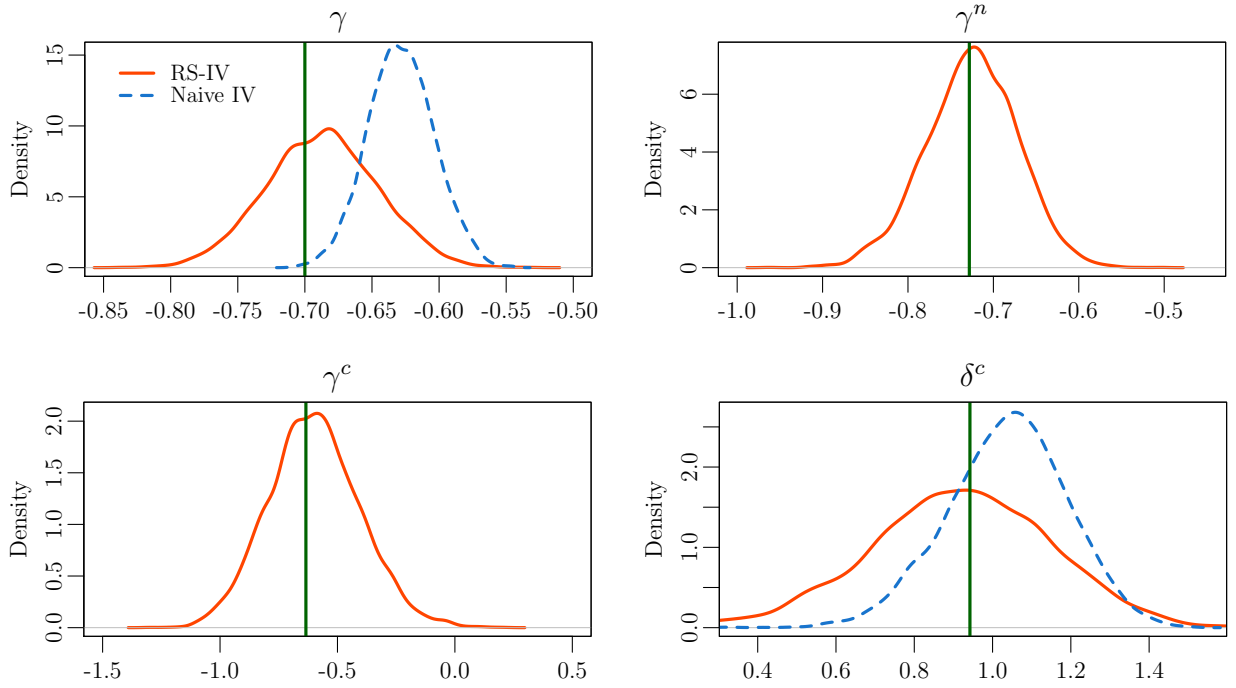 γ
Density
0 5 10 15
RS-IV
Naive IV
-0.85 -0.80 -0.75 -0.70 -0.65 -0.60 -0.55 -0.50
γⁿ
Density
0 2 4 6
-1.0 -0.9 -0.8 -0.7 -0.6 -0.5
γᶜ
Density
0.0 0.5 1.0 1.5 2.0
-1.5 -1.0 -0.5 0.0 0.5
δᶜ
Density
0.0 1.0 2.0
0.4 0.6 0.8 1.0 1.2 1.4